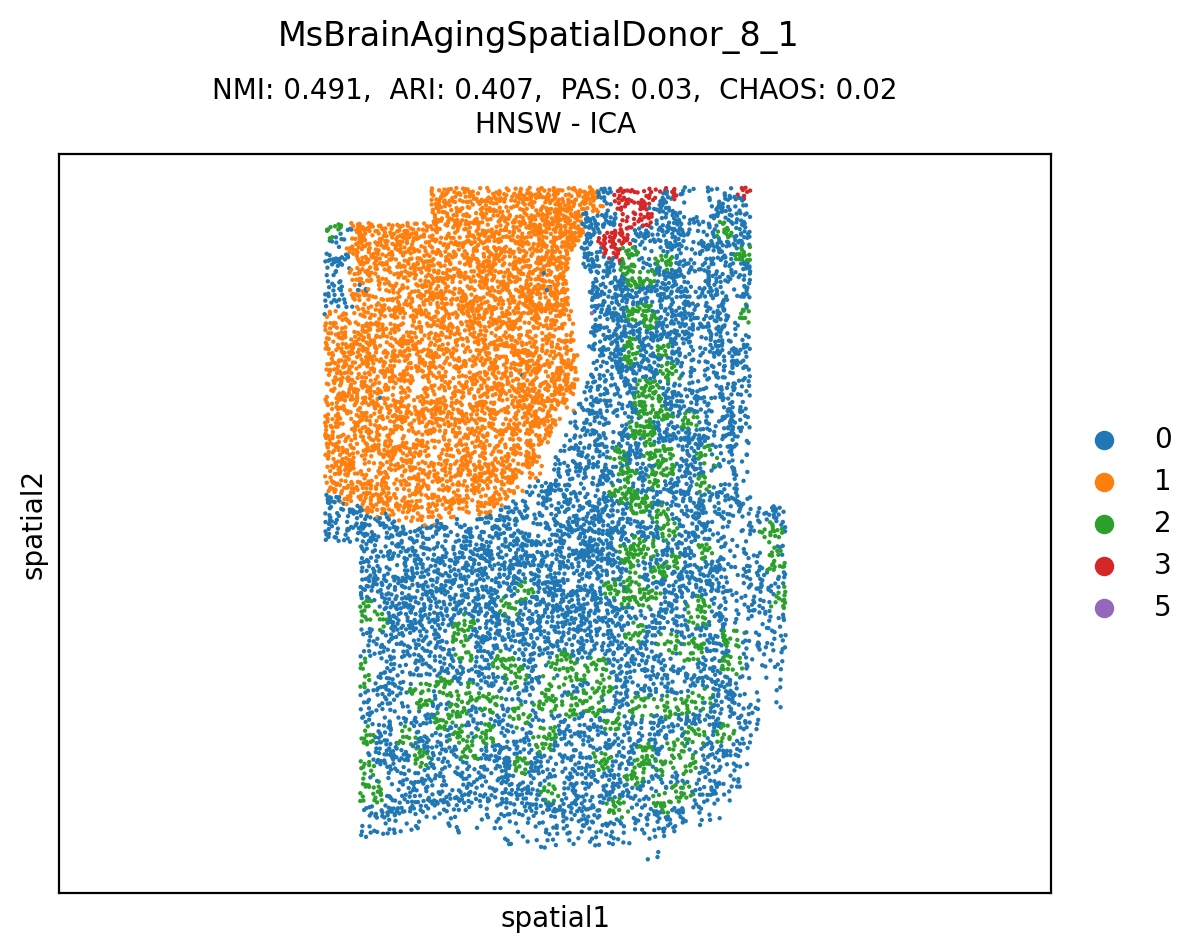 MsBrainAgingSpatialDonor_8_1
NMI: 0.491,  ARI: 0.407,  PAS: 0.03,  CHAOS: 0.02
HNSW - ICA
spatial2
0
1
2
3
5
spatial1